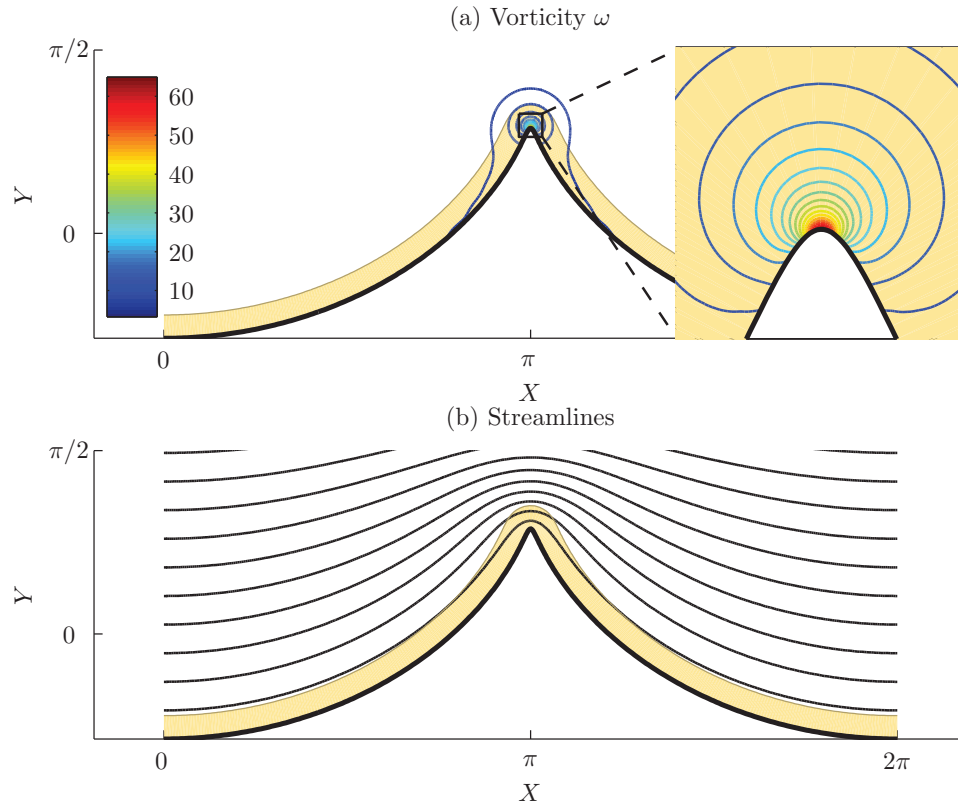 (a) Vorticity ω
π/2
60
50
40
30
20
10
Y
0
0
π
X
(b) Streamlines
π/2
Y
0
0
π
2π
X